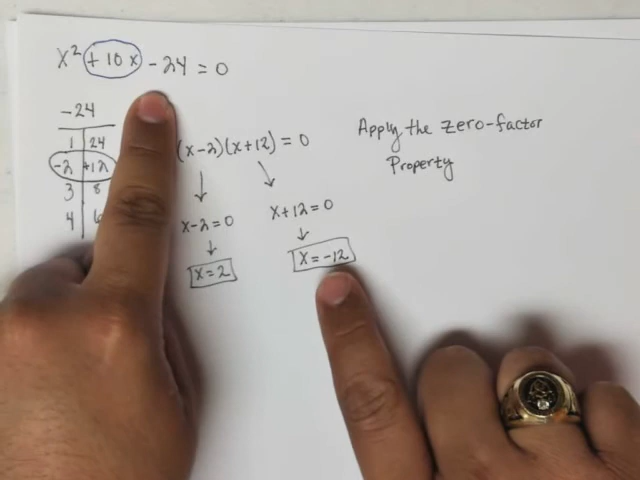 x² + 10x - 24 = 0
-24
1 24
-2 +12
3 8
4 6
(x-2)(x+12) = 0
x-2=0
x+12=0
x=2
x=-12
Apply the zero-factor
Property